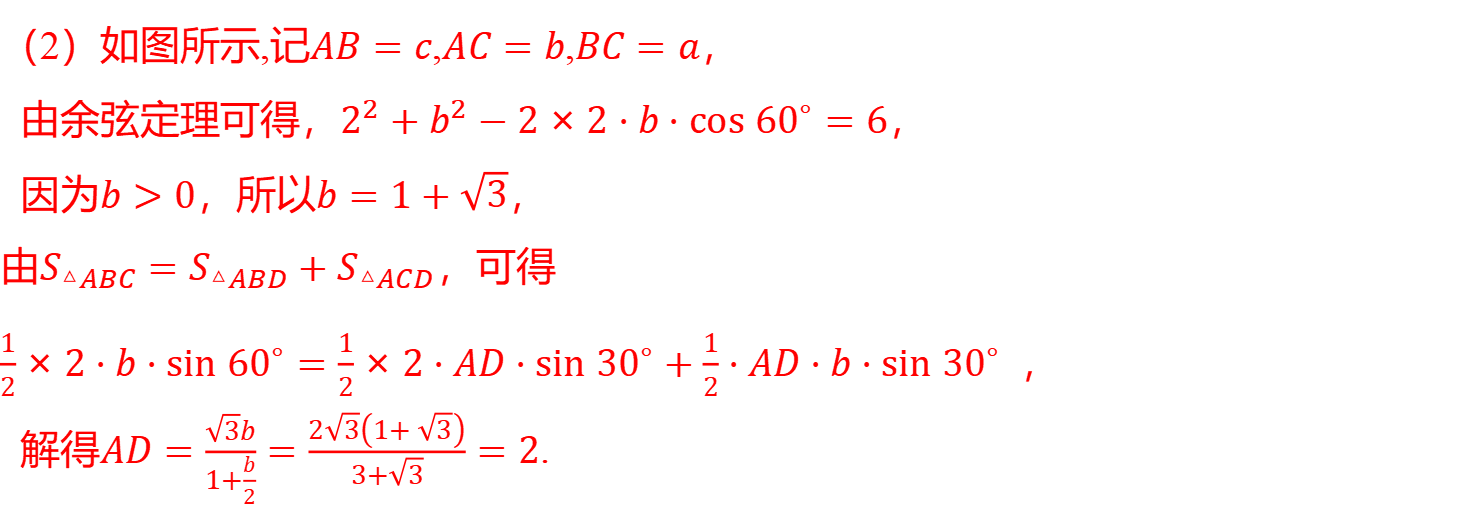 （2）如图所示,记AB = c,AC = b,BC = a，
由余弦定理可得，2² + b² − 2 × 2 · b · cos 60° = 6，
因为b > 0，所以b = 1 + √3，
由S△ABC = S△ABD + S△ACD，可得
1/2 × 2 · b · sin 60° = 1/2 × 2 · AD · sin 30° + 1/2 · AD · b · sin 30° ，
解得AD = √3b/(1+b/2) = 2√3(1+ √3)/(3+√3) = 2.